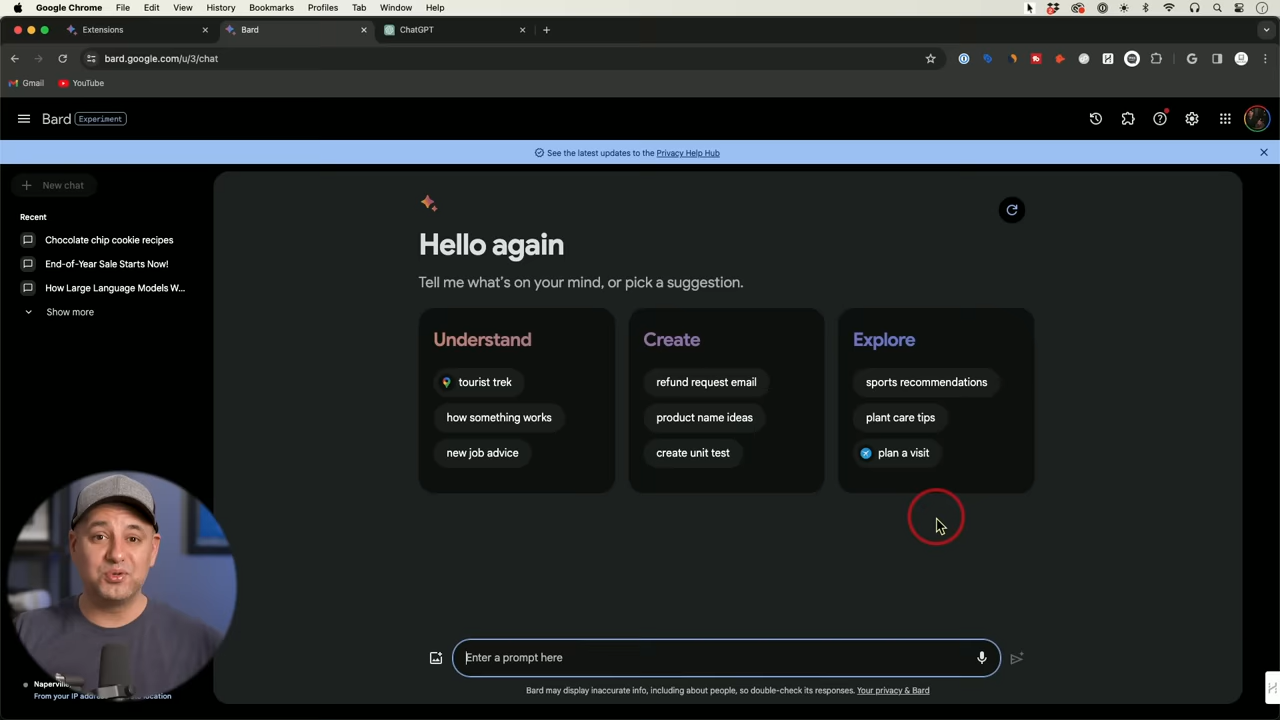 Google Chrome File Edit View History Bookmarks Profiles Tab Window Help
Extensions Bard ChatGPT
bard.google.com/u/3/chat
Gmail YouTube
Bard Experiment
See the latest updates to the Privacy Help Hub
New chat
Recent
Chocolate chip cookie recipes
End-of-Year Sale Starts Now!
How Large Language Models W...
Show more
Hello again
Tell me what's on your mind, or pick a suggestion.
Understand
tourist trek
how something works
new job advice
Create
refund request email
product name ideas
create unit test
Explore
sports recommendations
plant care tips
plan a visit
Enter a prompt here
Bard may display inaccurate info, including about people, so double-check its responses. Your privacy & Bard
From your IP address